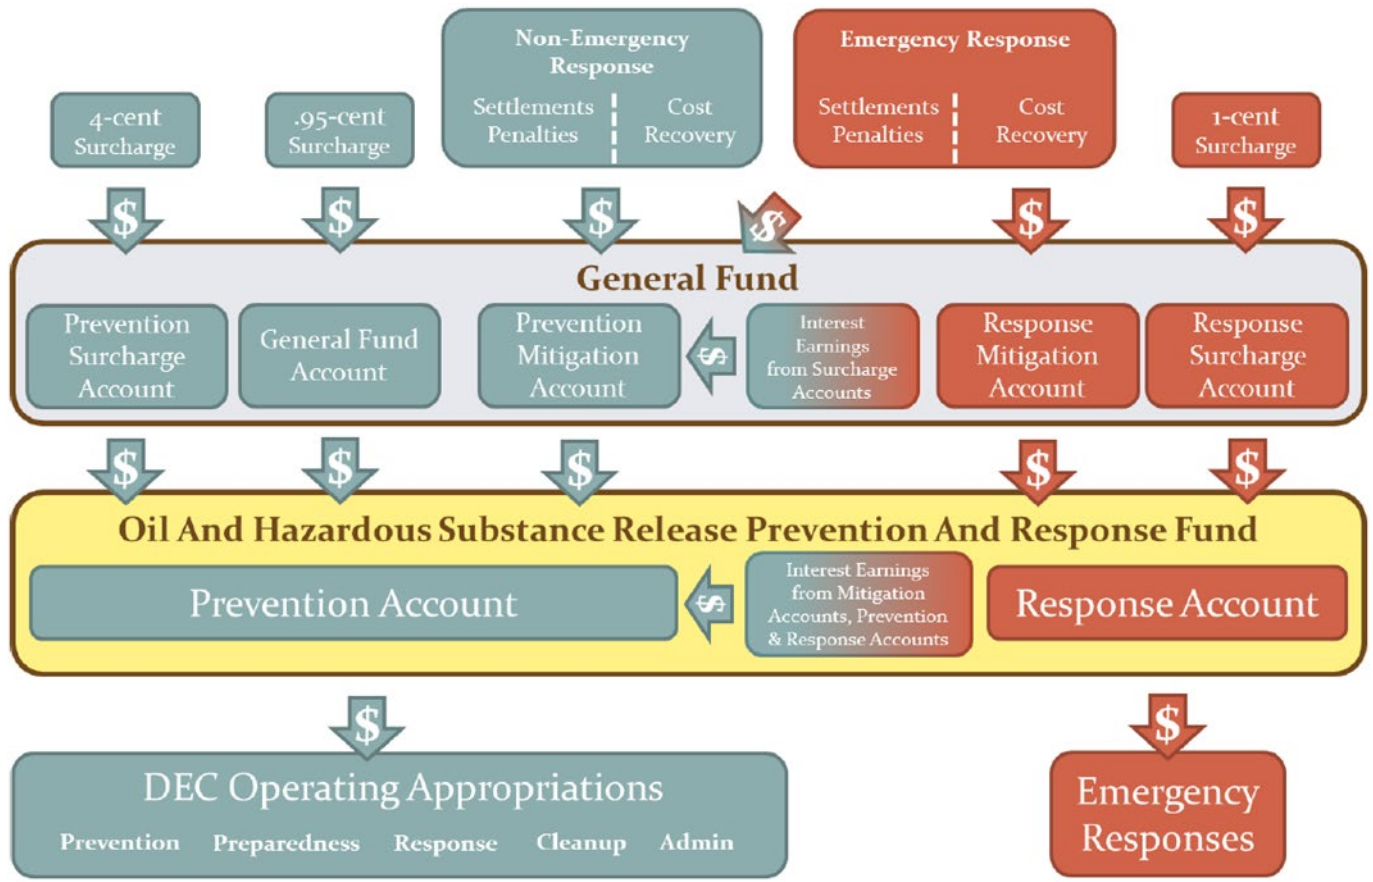 Non-Emergency
Response
Settlements
Penalties
Cost
Recovery
Emergency Response
Settlements
Penalties
Cost
Recovery
4-cent
Surcharge
.95-cent
Surcharge
1-cent
Surcharge
$
$
$
$
$
$
General Fund
Prevention
Surcharge
Account
General Fund
Account
Prevention
Mitigation
Account
$
Interest
Earnings
from Surcharge
Accounts
Response
Mitigation
Account
Response
Surcharge
Account
$
$
$
$
$
Oil And Hazardous Substance Release Prevention And Response Fund
Prevention Account
$
Interest Earnings
from Mitigation
Accounts, Prevention
& Response Accounts
Response Account
$
$
DEC Operating Appropriations
Prevention Preparedness Response Cleanup Admin
Emergency
Responses